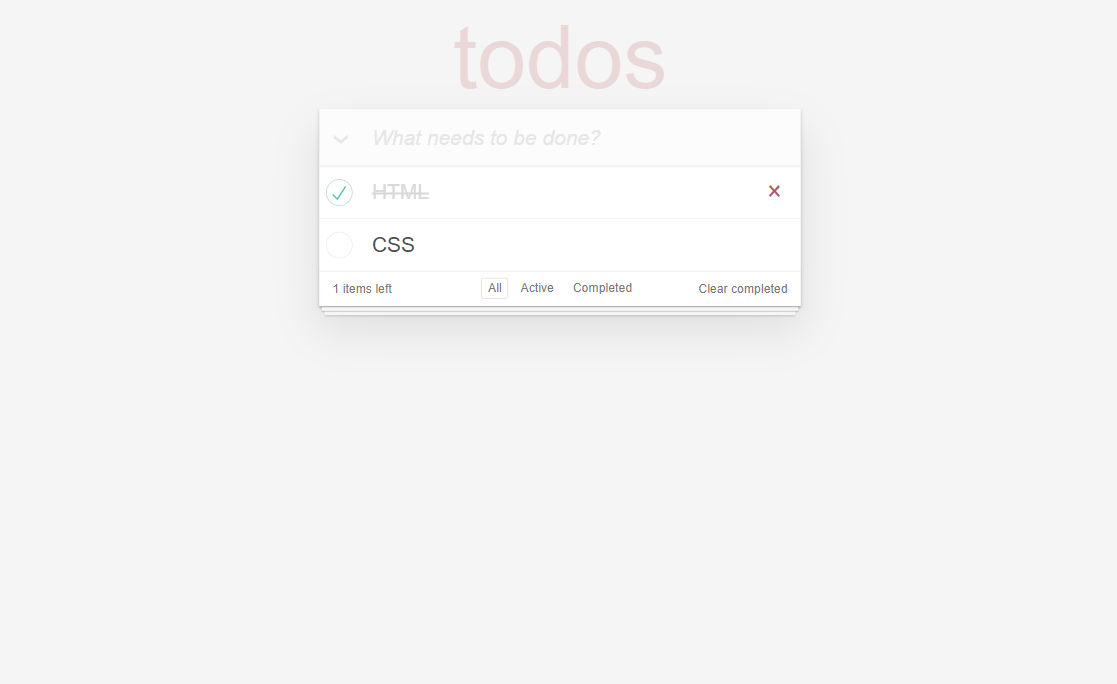 todos
What needs to be done?
HTML
CSS
1 items left All Active Completed Clear completed